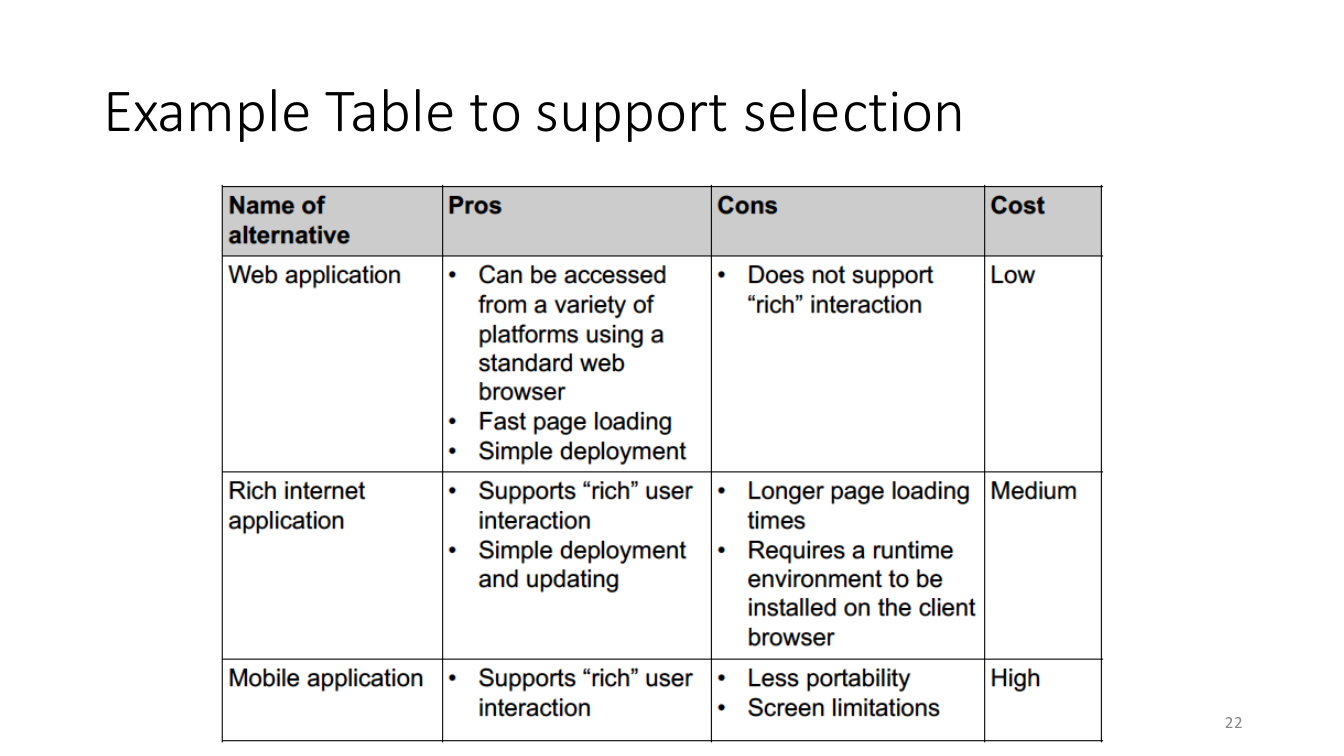 Example Table to support selection
Name of alternative
Pros
Cons
Cost
Web application
• Can be accessed
from a variety of
platforms using a
standard web
browser
• Fast page loading
• Simple deployment
• Does not support
“rich” interaction
Low
Rich internet
application
• Supports “rich” user
interaction
• Simple deployment
and updating
• Longer page loading
times
• Requires a runtime
environment to be
installed on the client
browser
Medium
Mobile application
• Supports “rich” user
interaction
• Less portability
• Screen limitations
High
22